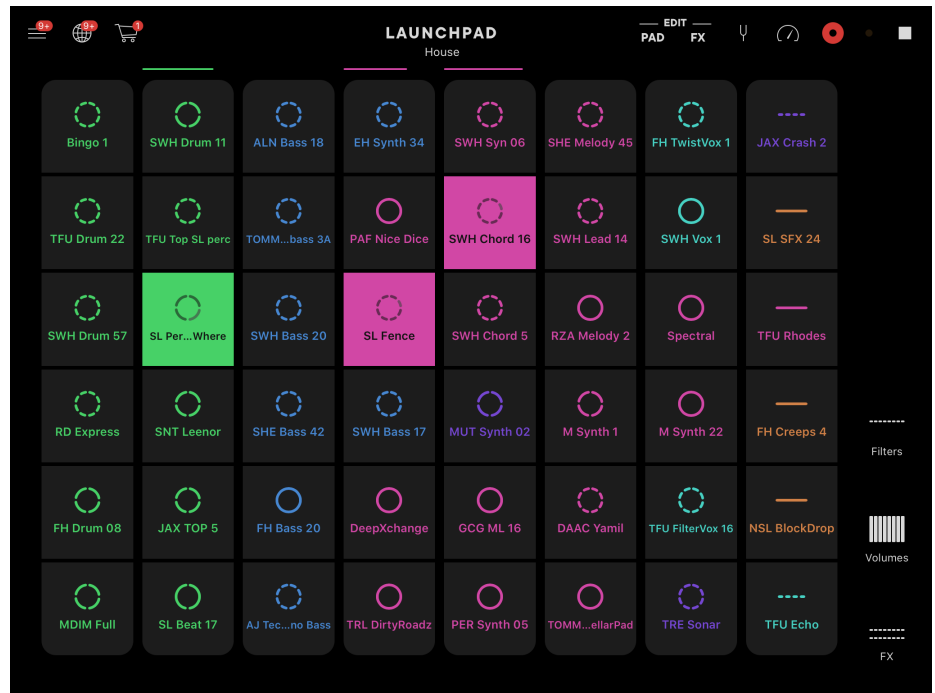 9+
9+
1
LAUNCHPAD
House
EDIT
PAD FX
Bingo 1
SWH Drum 11
ALN Bass 18
EH Synth 34
SWH Syn 06
SHE Melody 45
FH TwistVox 1
JAX Crash 2
TFU Drum 22
TFU Top SL perc
TOMM...bass 3A
PAF Nice Dice
SWH Chord 16
SWH Lead 14
SWH Vox 1
SL SFX 24
SWH Drum 57
SL Per...Where
SWH Bass 20
SL Fence
SWH Chord 5
RZA Melody 2
Spectral
TFU Rhodes
RD Express
SNT Leenor
SHE Bass 42
SWH Bass 17
MUT Synth 02
M Synth 1
M Synth 22
FH Creeps 4
Filters
FH Drum 08
JAX TOP 5
FH Bass 20
DeepXchange
GCG ML 16
DAAC Yamil
TFU FilterVox 16
NSL BlockDrop
Volumes
MDIM Full
SL Beat 17
AJ Tec...no Bass
TRL DirtyRoadz
PER Synth 05
TOMM...ellarPad
TRE Sonar
TFU Echo
FX